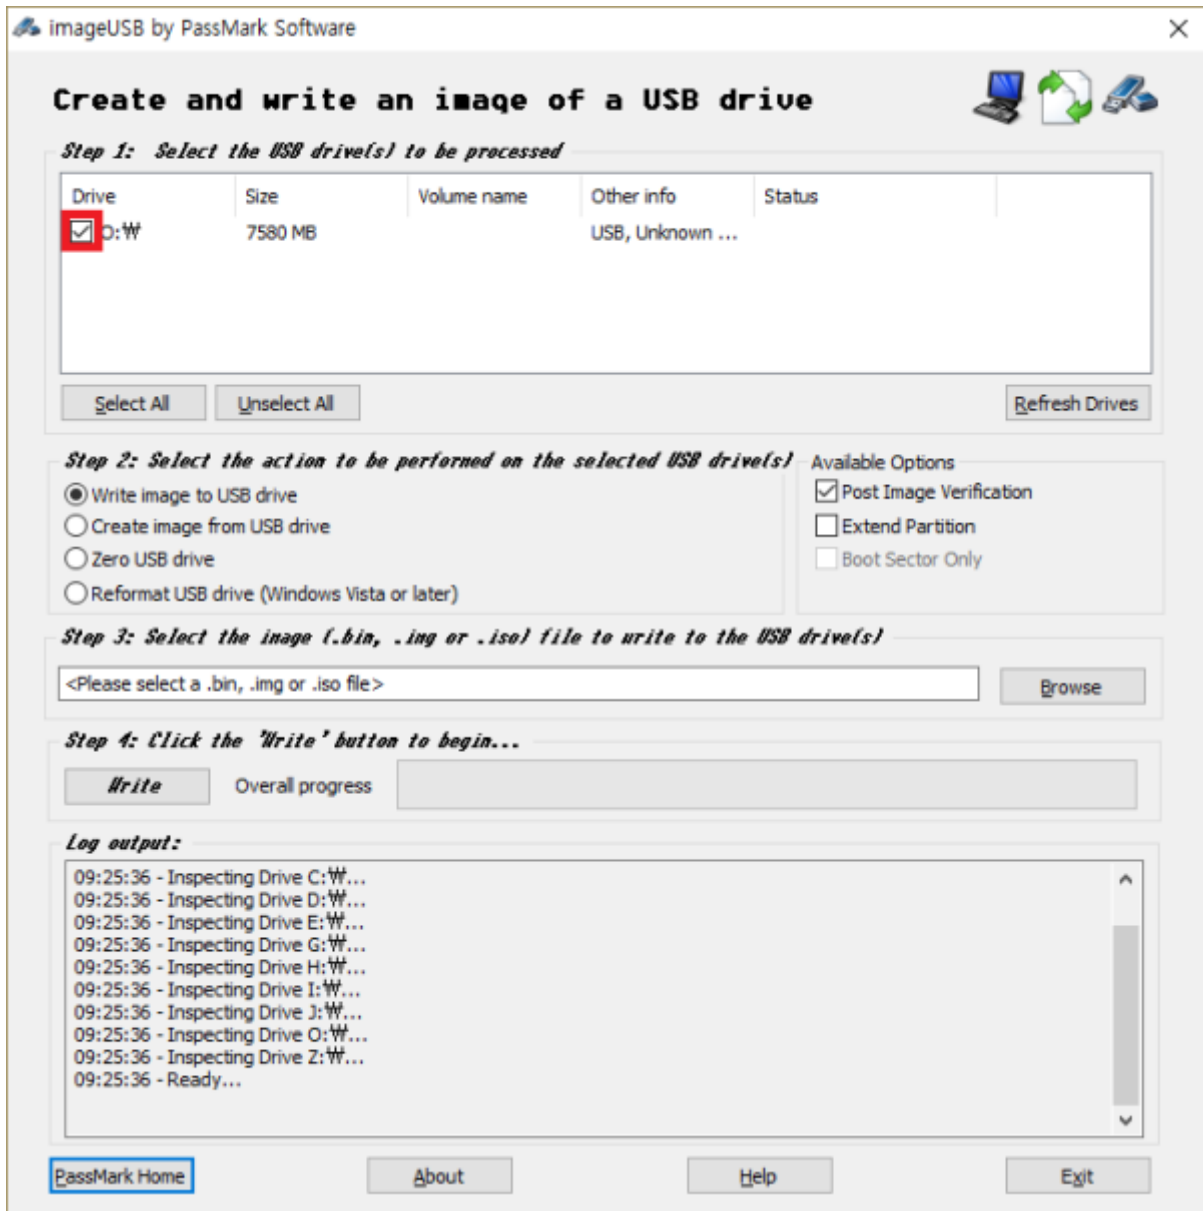 imageUSB by PassMark Software
Create and write an image of a USB drive
Step 1: Select the USB drive(s) to be processed
Drive Size Volume name Other info Status
O:₩ 7580 MB USB, Unknown ...
Select All Unselect All Refresh Drives
Step 2: Select the action to be performed on the selected USB drive(s)
Available Options
Write image to USB drive
Post Image Verification
Create image from USB drive
Extend Partition
Zero USB drive
Boot Sector Only
Reformat USB drive (Windows Vista or later)
Step 3: Select the image (.bin, .img or .iso) file to write to the USB drive(s)
<Please select a .bin, .img or .iso file>
Browse
Step 4: Click the 'Write' button to begin...
Write Overall progress
Log output:
09:25:36 - Inspecting Drive C:₩...
09:25:36 - Inspecting Drive D:₩...
09:25:36 - Inspecting Drive E:₩...
09:25:36 - Inspecting Drive G:₩...
09:25:36 - Inspecting Drive H:₩...
09:25:36 - Inspecting Drive I:₩...
09:25:36 - Inspecting Drive J:₩...
09:25:36 - Inspecting Drive O:₩...
09:25:36 - Inspecting Drive Z:₩...
09:25:36 - Ready...
PassMark Home About Help Exit